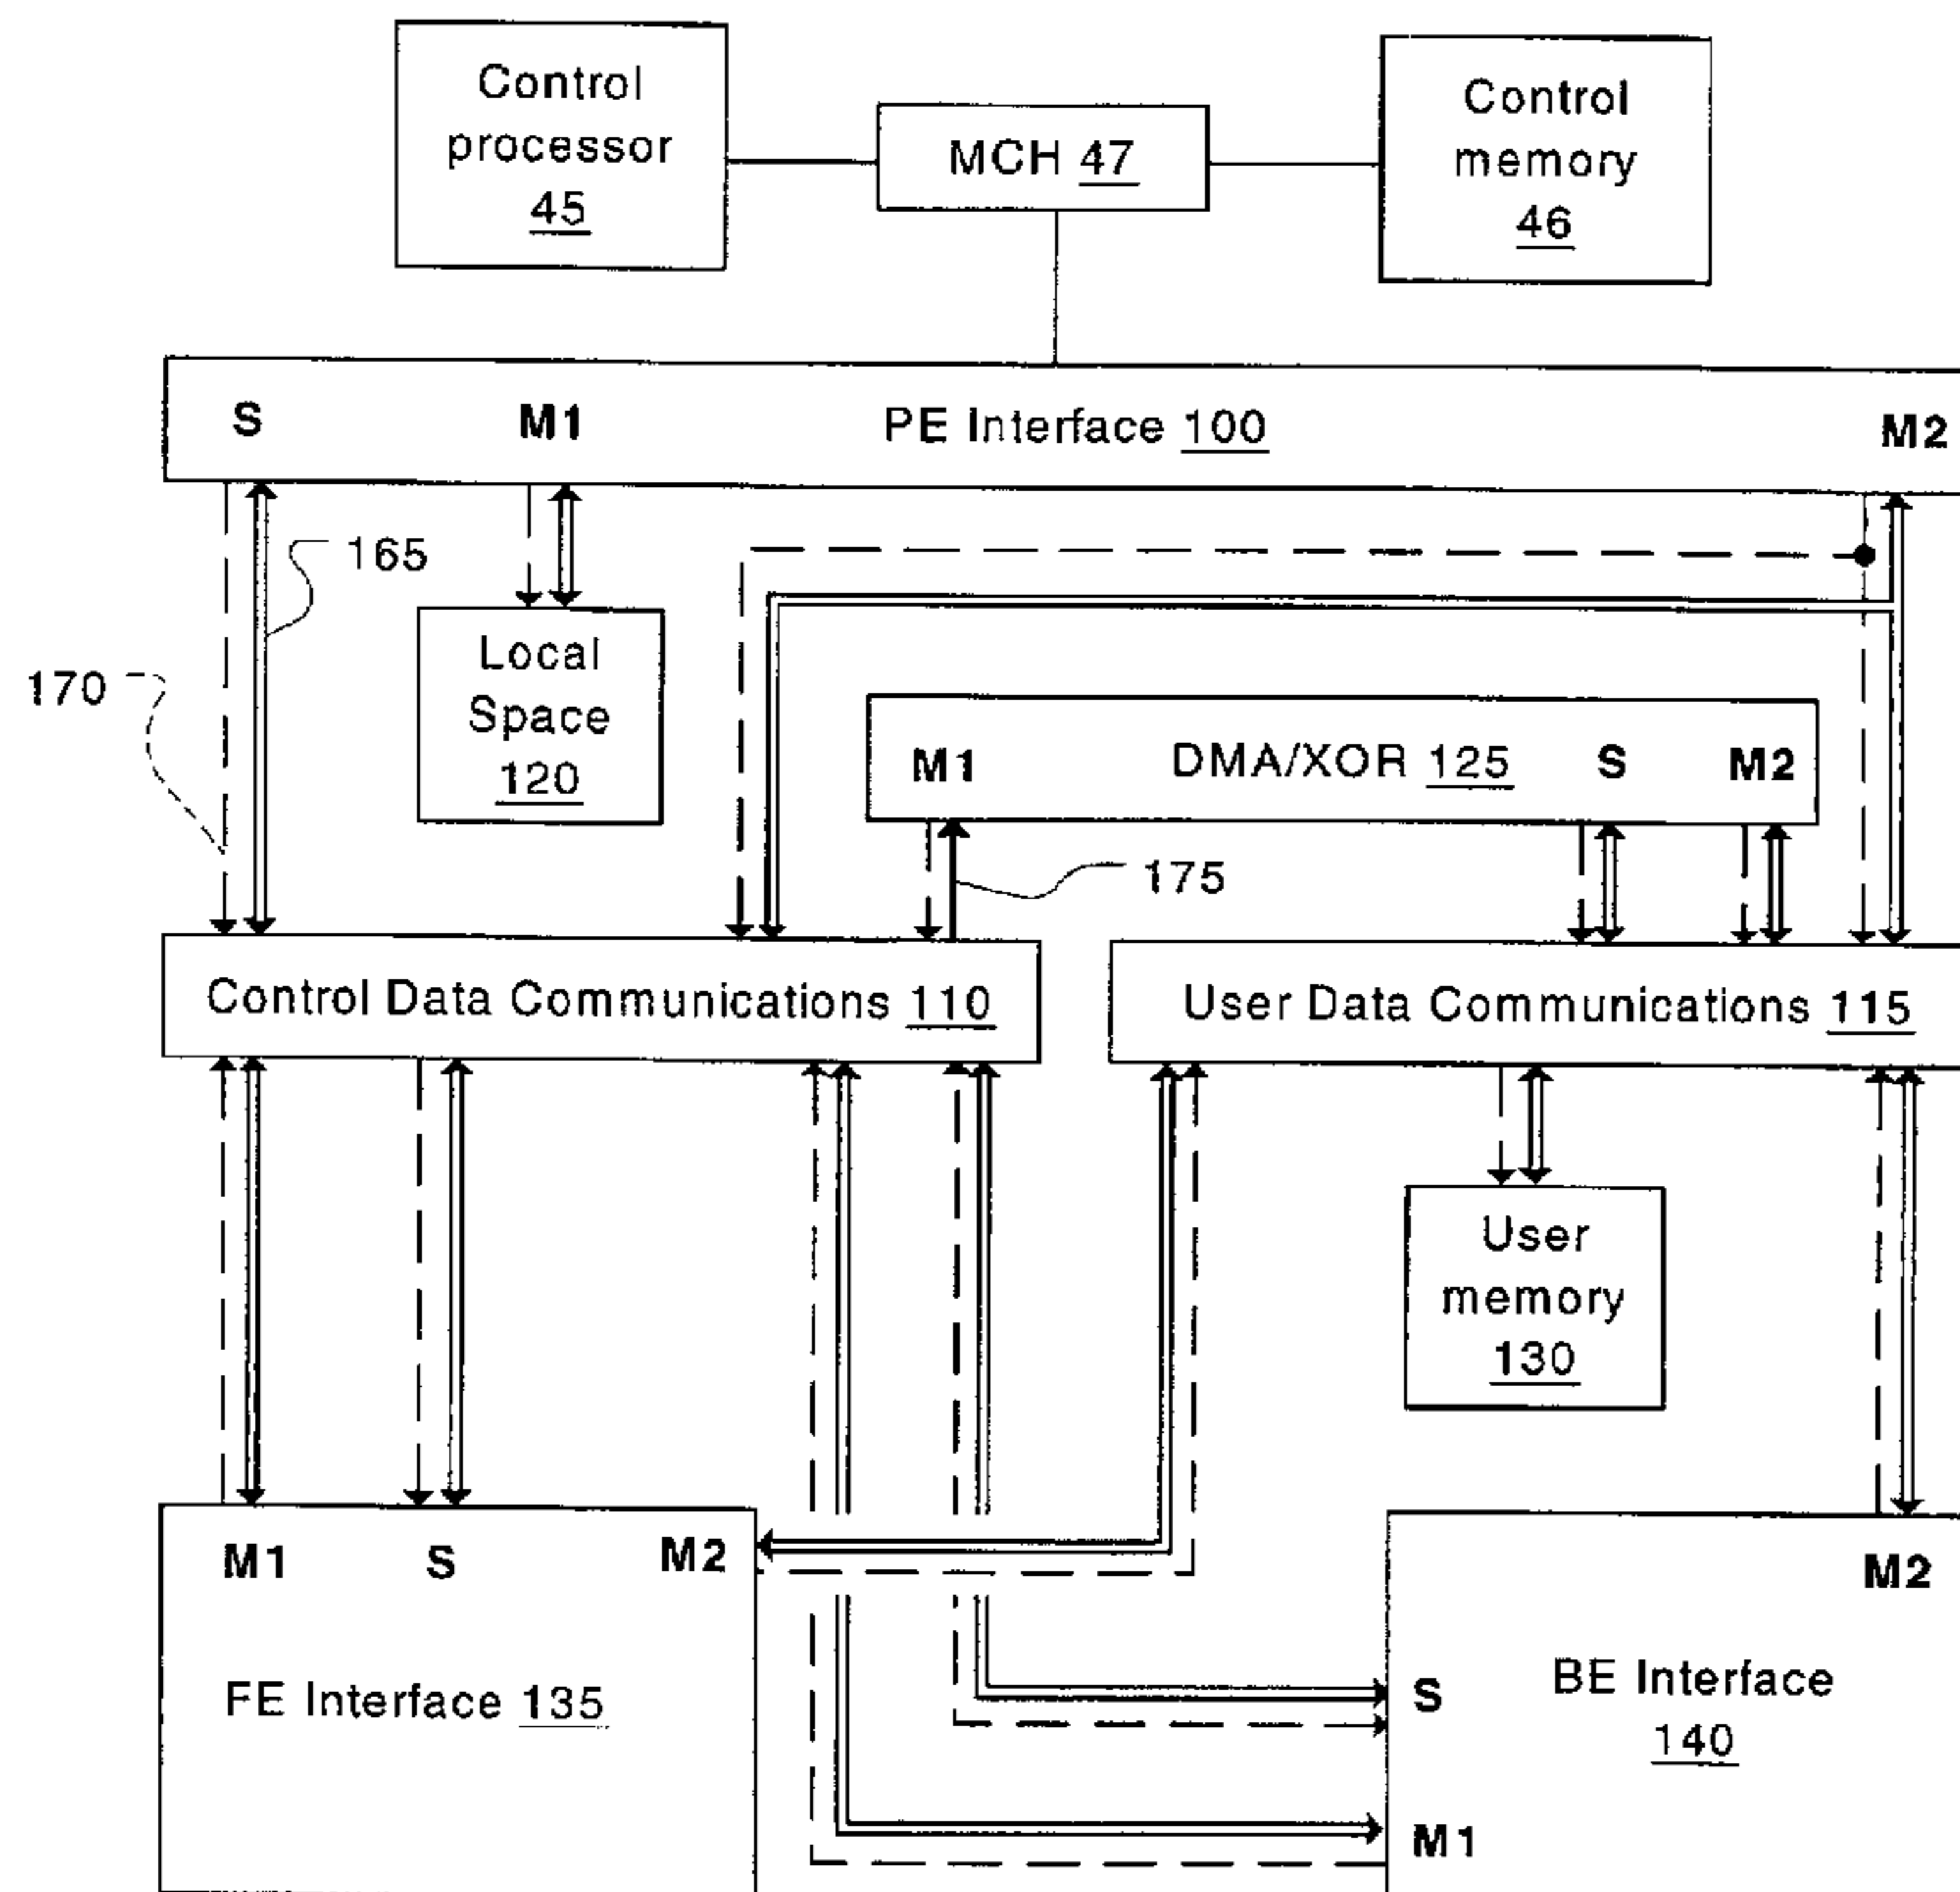 Control
processor
45
MCH 47
Control
memory
46
S
M1
PE Interface 100
M2
165
170
Local
Space
120
M1
DMA/XOR 125
S
M2
175
Control Data Communications 110
User Data Communications 115
User
memory
130
M1
S
M2
M2
FE Interface 135
S
BE Interface
140
M1